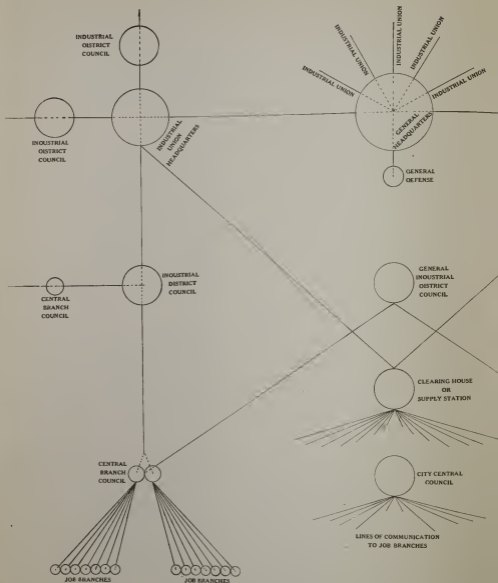 INDUSTRIAL
DISTRICT
COUNCIL
INDUSTRIAL UNION
INDUSTRIAL UNION
INDUSTRIAL UNION
INDUSTRIAL UNION
INDUSTRIAL UNION
GENERAL
HEADQUARTERS
INDUSTRIAL
DISTRICT
COUNCIL
INDUSTRIAL
UNION
HEADQUARTERS
GENERAL
DEFENSE
INDUSTRIAL
DISTRICT
COUNCIL
CENTRAL
BRANCH
COUNCIL
GENERAL
INDUSTRIAL
DISTRICT
COUNCIL
CLEARING HOUSE
OR
SUPPLY STATION
CENTRAL
BRANCH
COUNCIL
CITY CENTRAL
COUNCIL
LINES OF COMMUNICATION
TO JOB BRANCHES
JOB BRANCHES
JOB BRANCHES